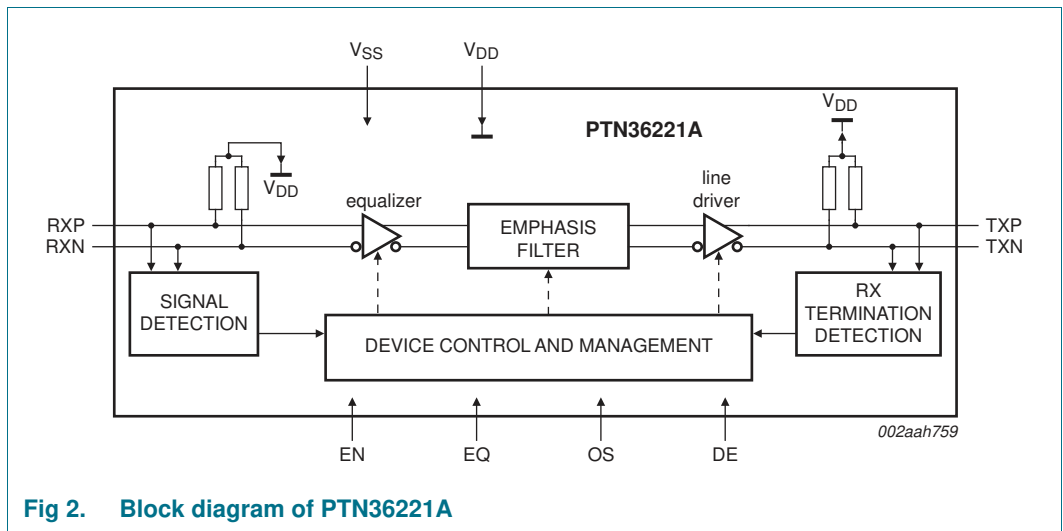 VSS
VDD
PTN36221A
VDD
VDD
equalizer
line
driver
RXP
RXN
EMPHASIS
FILTER
TXP
TXN
SIGNAL
DETECTION
RX
TERMINATION
DETECTION
DEVICE CONTROL AND MANAGEMENT
EN
EQ
OS
DE
002aah759
Fig 2. Block diagram of PTN36221A